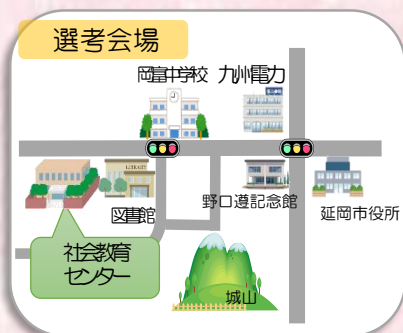 選考会場
岡富中学校
九州電力
LIBRARY
図書館
野口遵記念館
延岡市役所
社会教育
センター
城山